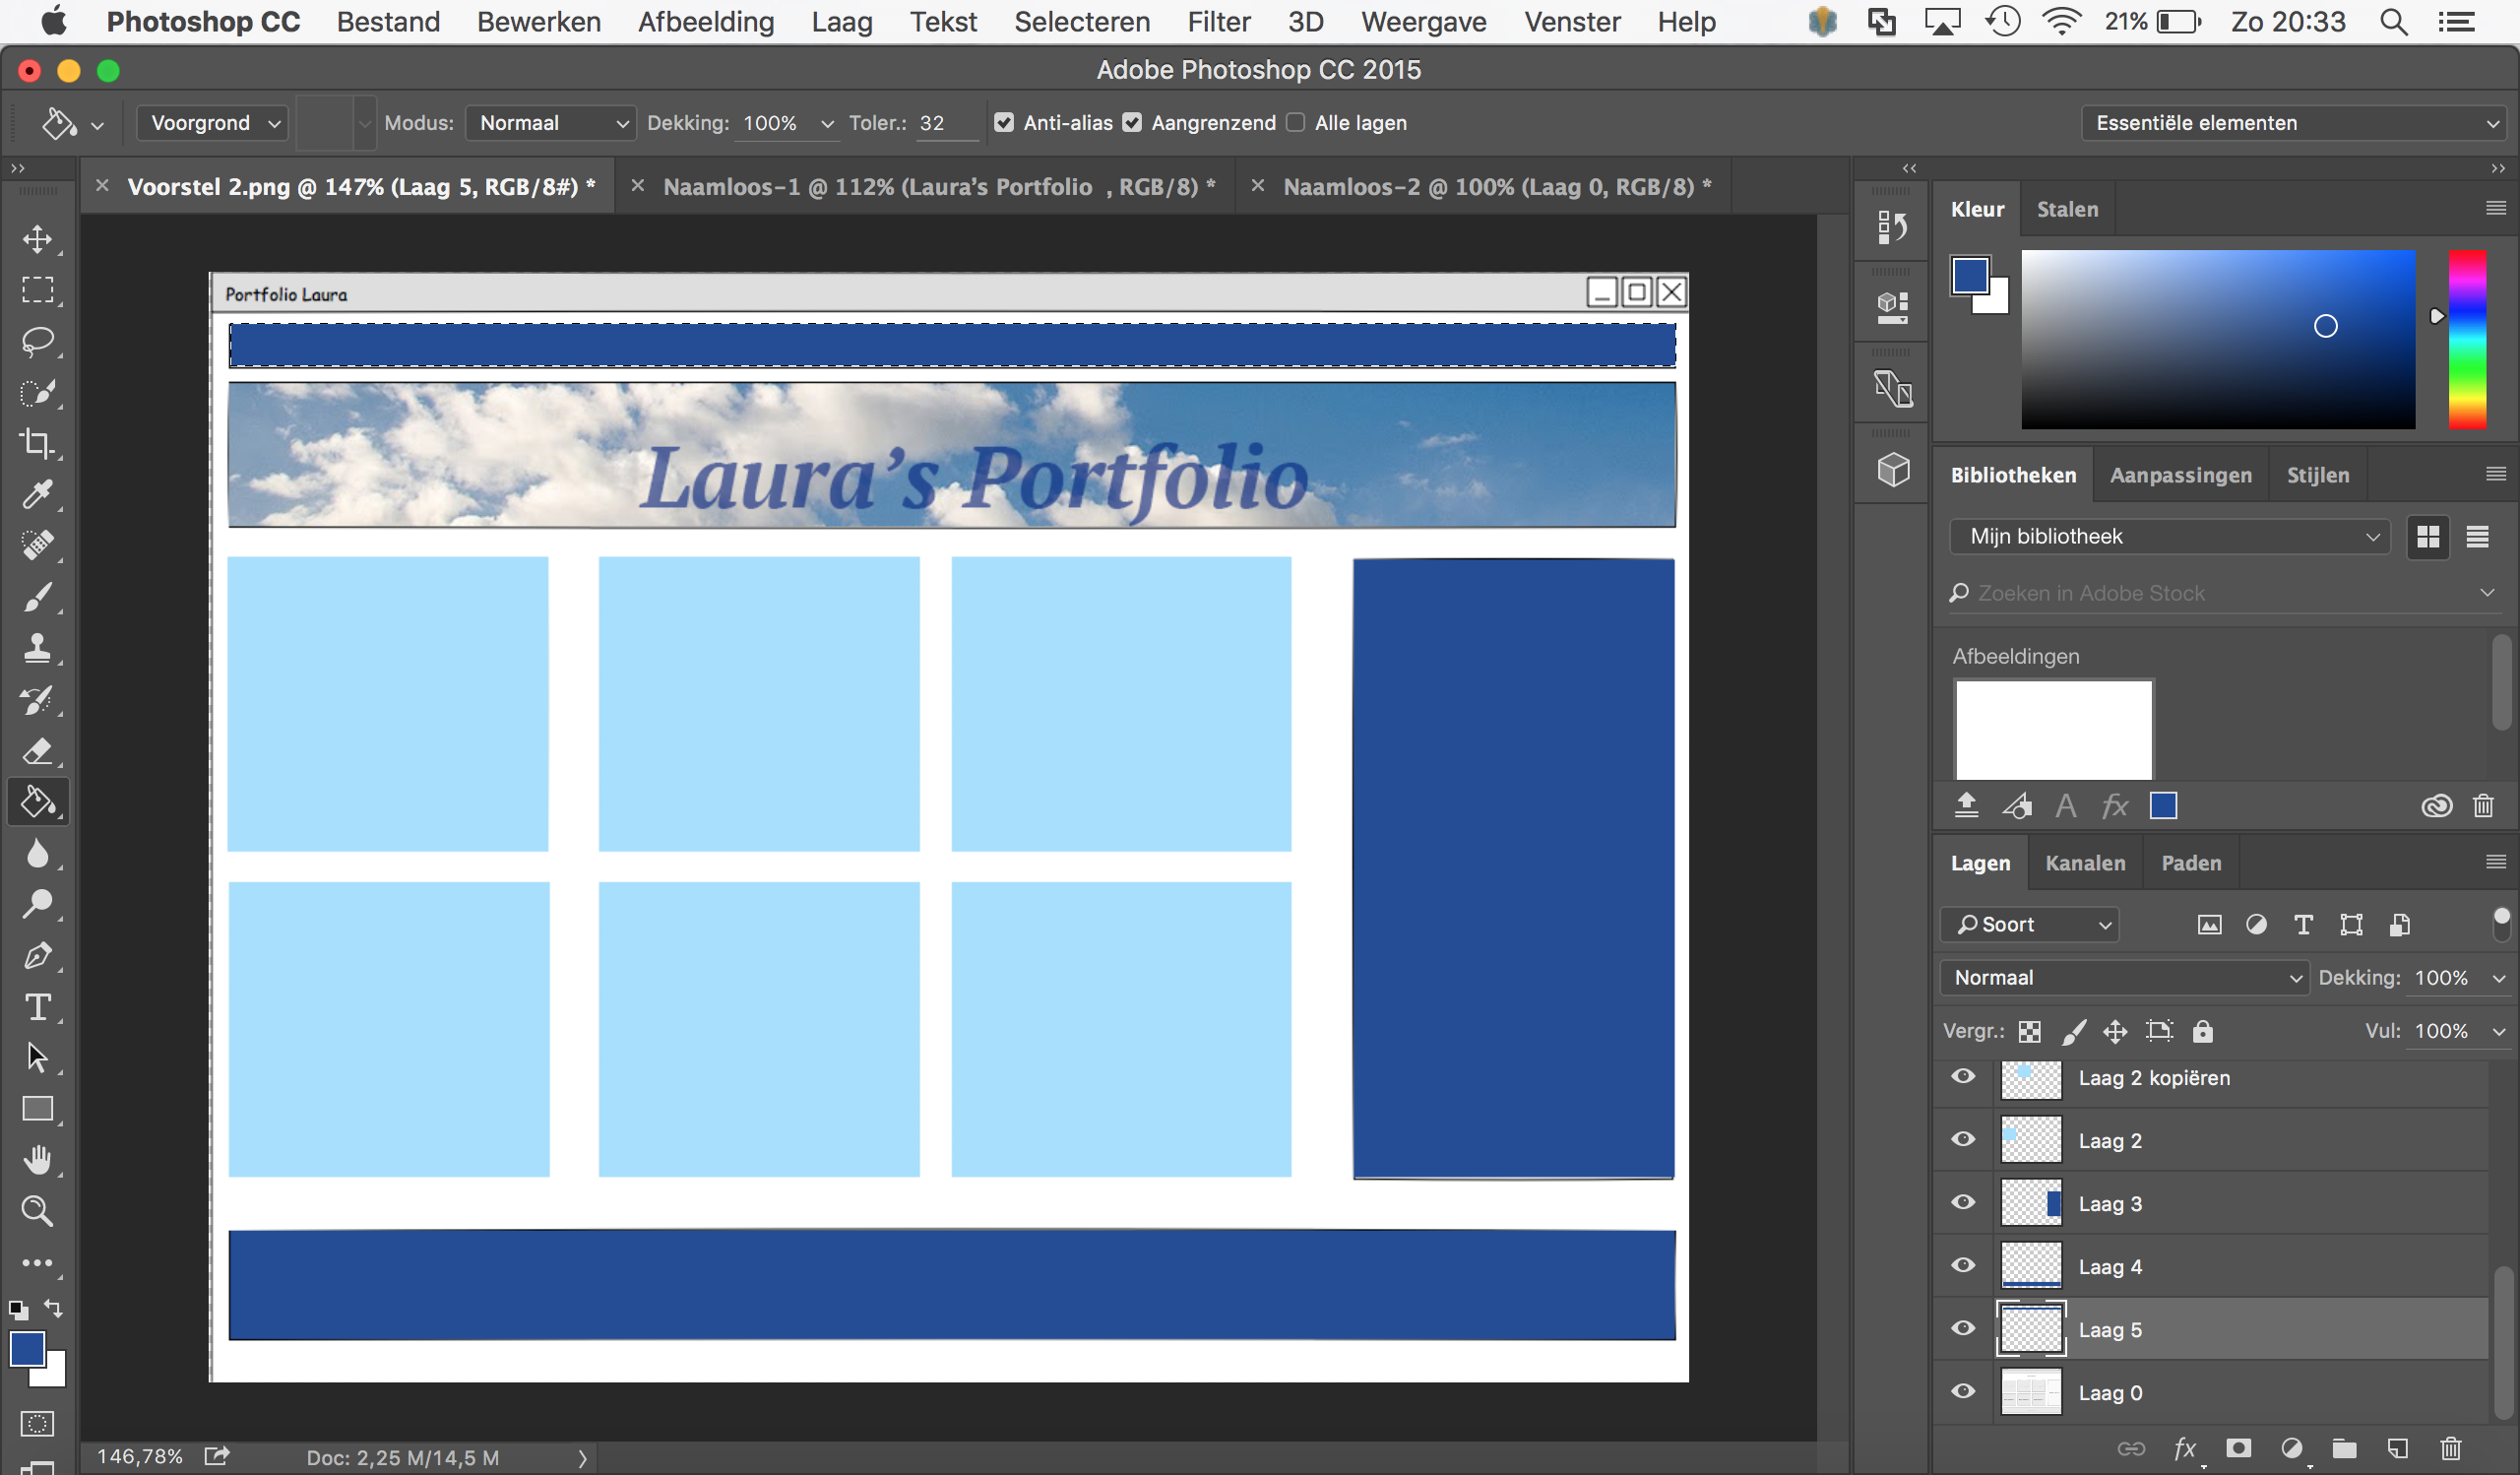 Photoshop CC Bestand Bewerken Afbeelding Laag Tekst Selecteren Filter 3D Weergave Venster Help 21% Zo 20:33
Adobe Photoshop CC 2015
Voorgrond Modus: Normaal Dekking: 100% Toler.: 32 Anti-alias Aangrenzend Alle lagen Essentiële elementen
Voorstel 2.png @ 147% (Laag 5, RGB/8#) * Naamloos-1 @ 112% (Laura's Portfolio , RGB/8) * Naamloos-2 @ 100% (Laag 0, RGB/8) *
Kleur Stalen
Portfolio Laura
Laura's Portfolio
Bibliotheken Aanpassingen Stijlen
Mijn bibliotheek
Zoeken in Adobe Stock
Afbeeldingen
Lagen Kanalen Paden
Soort
Normaal Dekking: 100%
Vergr.: Vul: 100%
Laag 2 kopiëren
Laag 2
Laag 3
Laag 4
Laag 5
Laag 0
146,78% Doc: 2,25 M/14,5 M